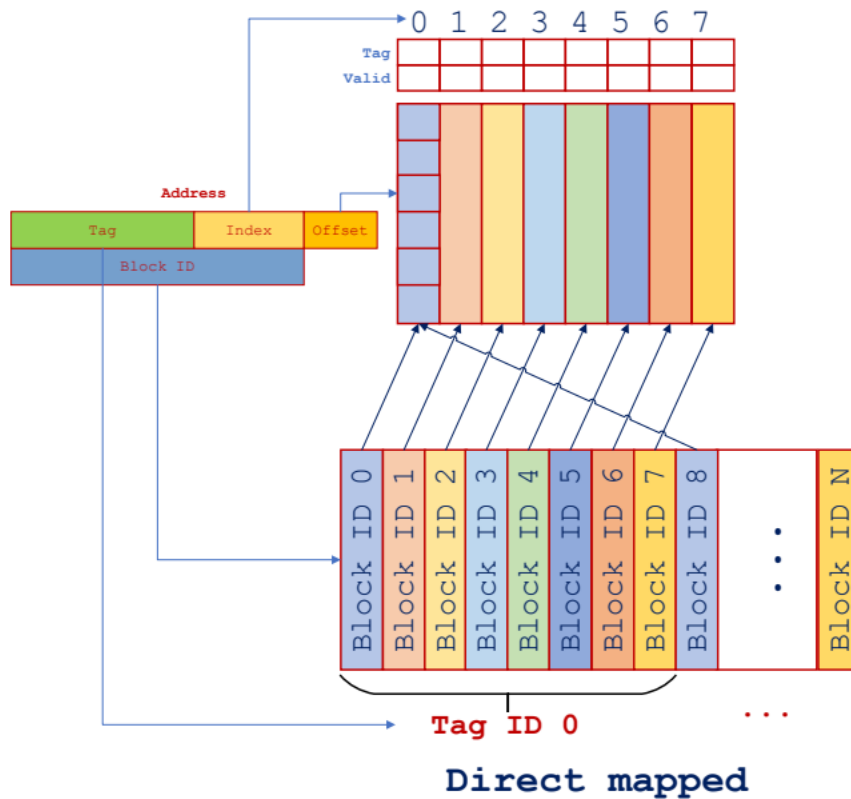 0 1 2 3 4 5 6 7
Tag
Valid
Address
Tag Index Offset
Block ID
Block ID 0
Block ID 1
Block ID 2
Block ID 3
Block ID 4
Block ID 5
Block ID 6
Block ID 7
Block ID 8
...
Block ID N
Tag ID 0 ...
Direct mapped